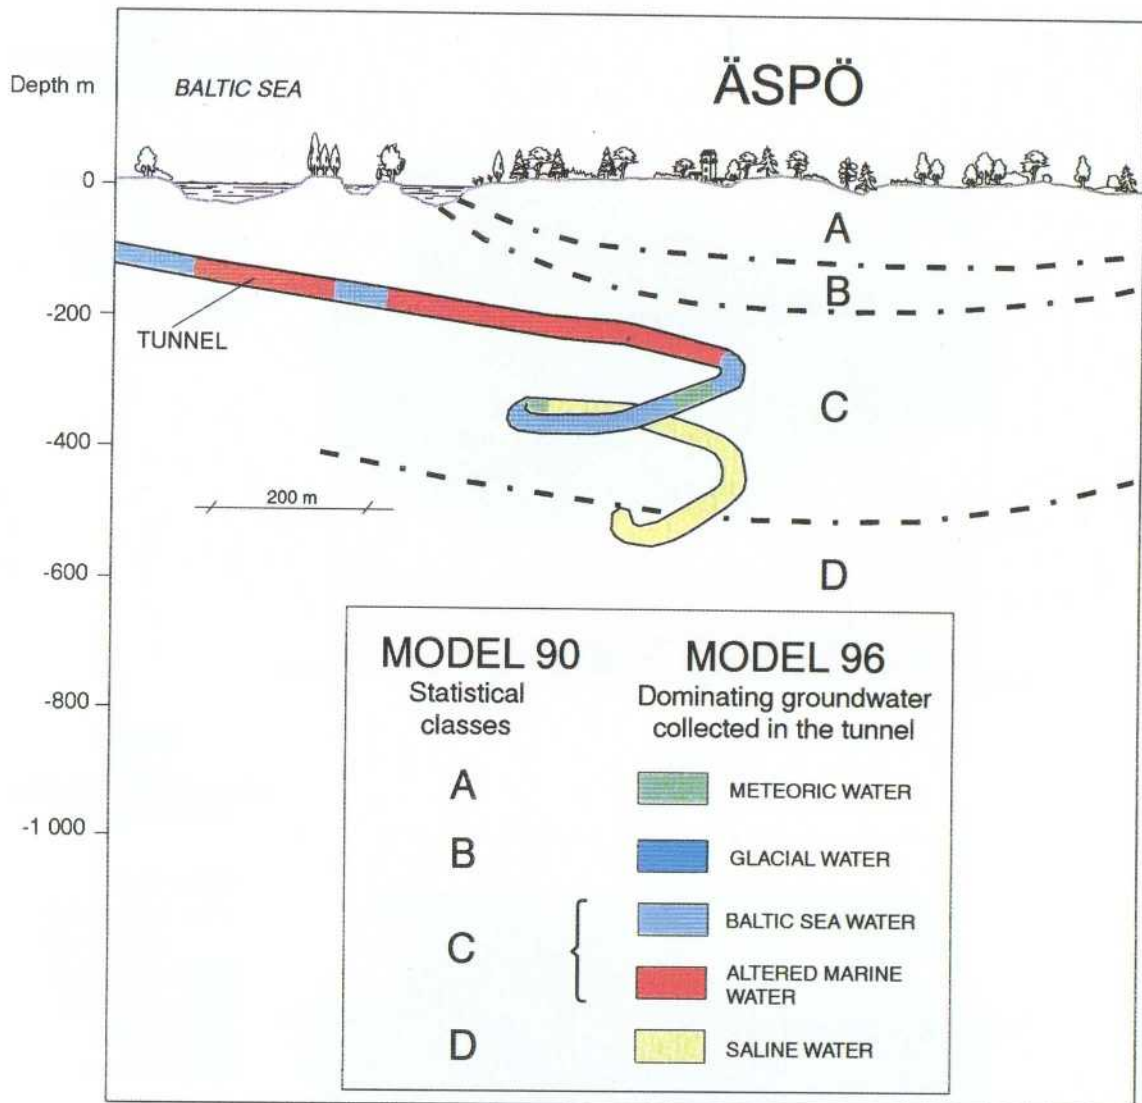 Depth m
BALTIC SEA
ÄSPÖ
0
A
B
-200
TUNNEL
C
-400
200 m
D
-600
MODEL 90
Statistical
classes
MODEL 96
Dominating groundwater
collected in the tunnel
-800
A
METEORIC WATER
-1 000
B
GLACIAL WATER
C
BALTIC SEA WATER
ALTERED MARINE
WATER
D
SALINE WATER